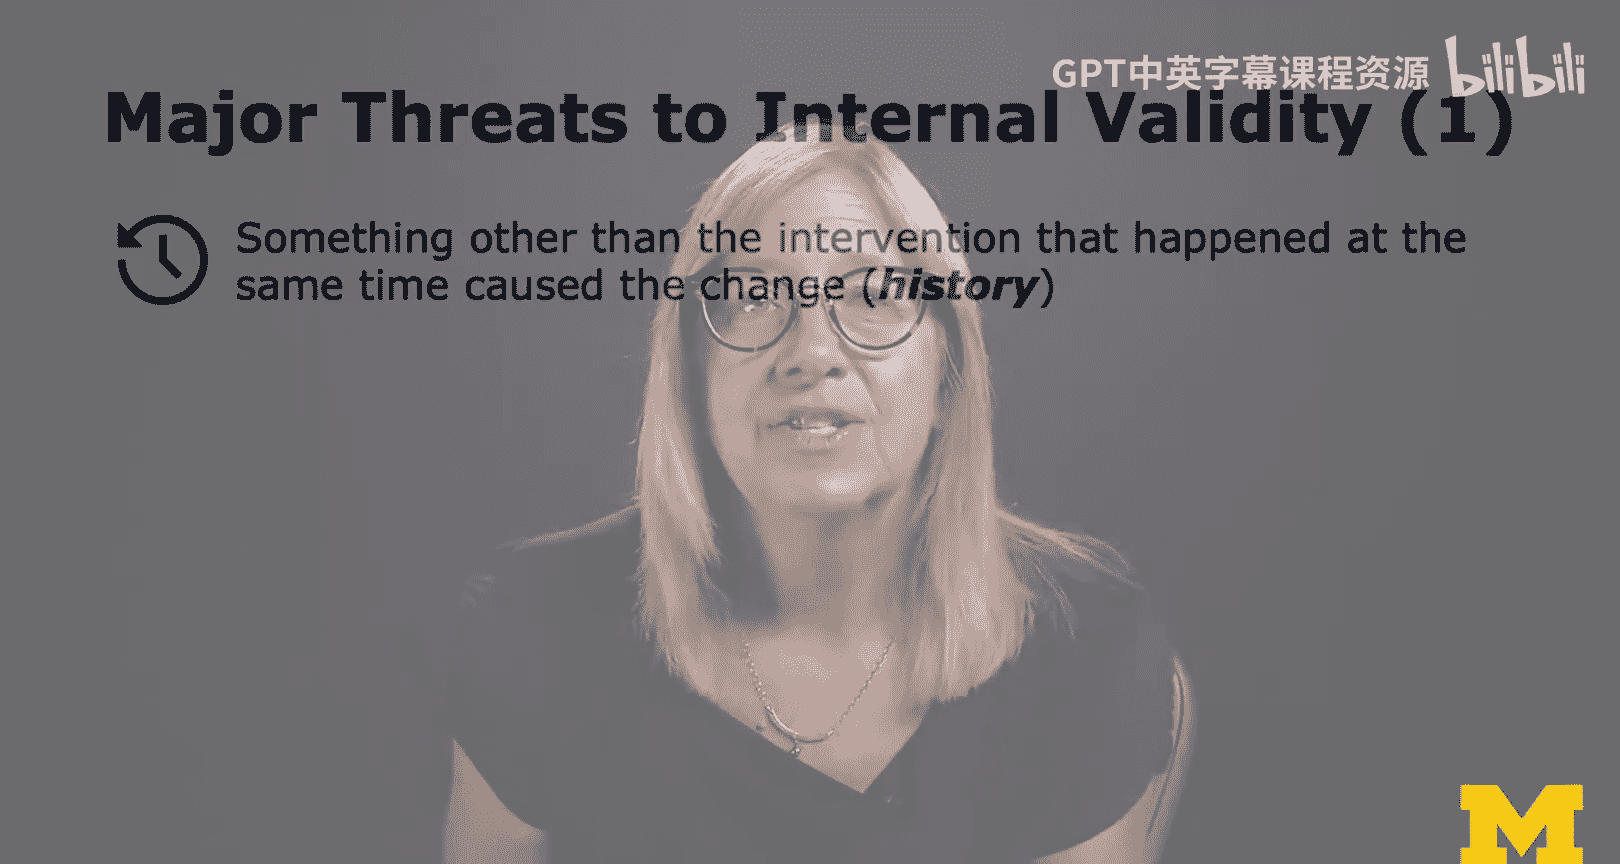 GPT中英字幕课程资源 bilibili
Major Threats to Internal Validity (1)
Something other than the intervention that happened at the
same time caused the change (history)
M